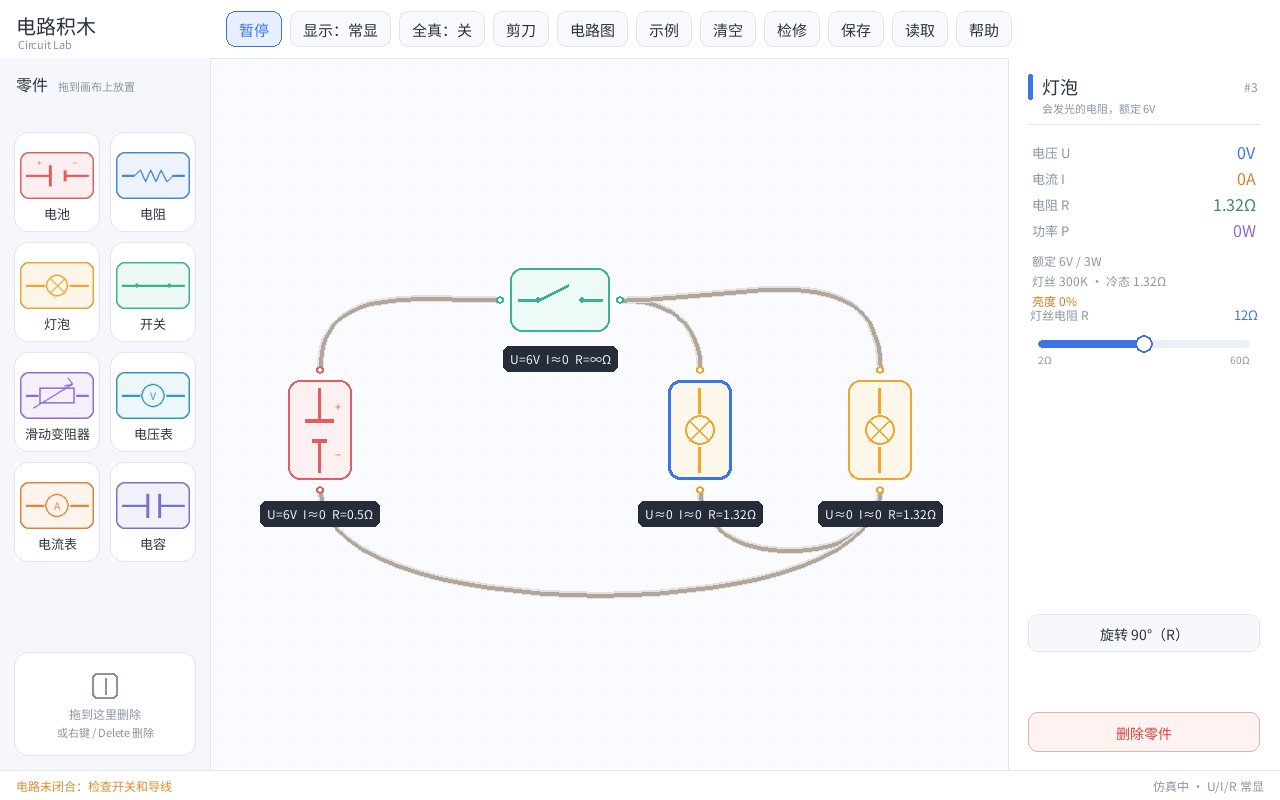 电路积木
Circuit Lab
暂停
显示：常显
全真：关
剪刀
电路图
示例
清空
检修
保存
读取
帮助
零件 拖到画布上放置
电池
电阻
灯泡
开关
滑动变阻器
V
电压表
A
电流表
电容
拖到这里删除
或右键 / Delete 删除
U=6V I≈0 R=∞Ω
+
−
U=6V I≈0 R=0.5Ω
U≈0 I≈0 R=1.32Ω
U≈0 I≈0 R=1.32Ω
灯泡 #3
会发光的电阻，额定 6V
电压 U 0V
电流 I 0A
电阻 R 1.32Ω
功率 P 0W
额定 6V / 3W
灯丝 300K · 冷态 1.32Ω
亮度 0%
灯丝电阻 R 12Ω
2Ω 60Ω
旋转 90°（R）
删除零件
电路未闭合：检查开关和导线
仿真中 · U/I/R 常显